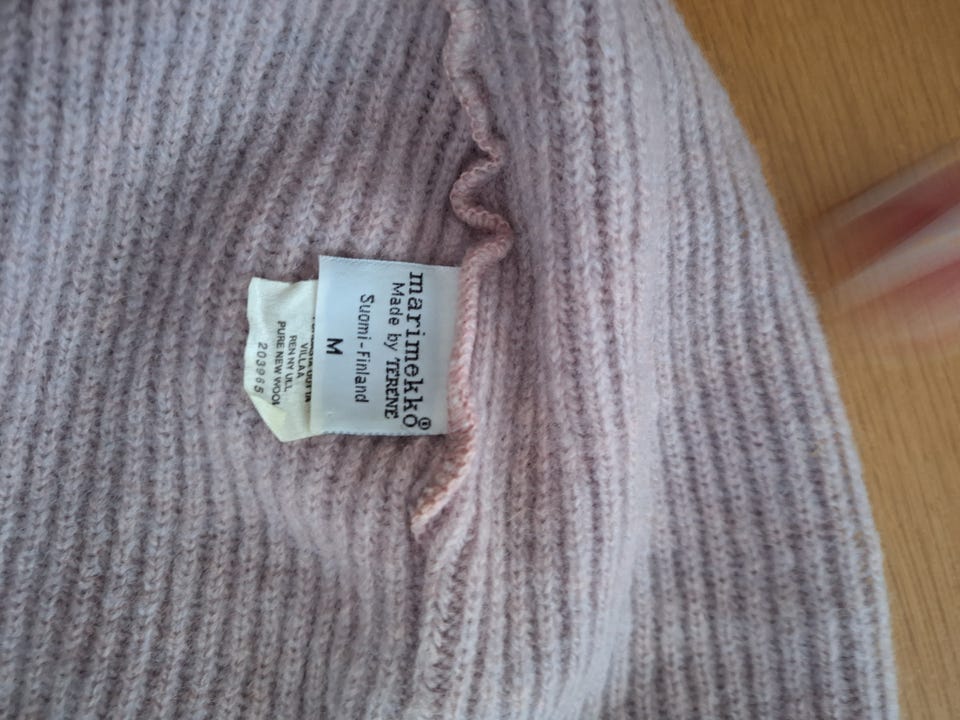 marimekko®
Made by TERENE
Suomi-Finland
M
VILLAA
REN NY ULL
PURE NEW WOOL
203965